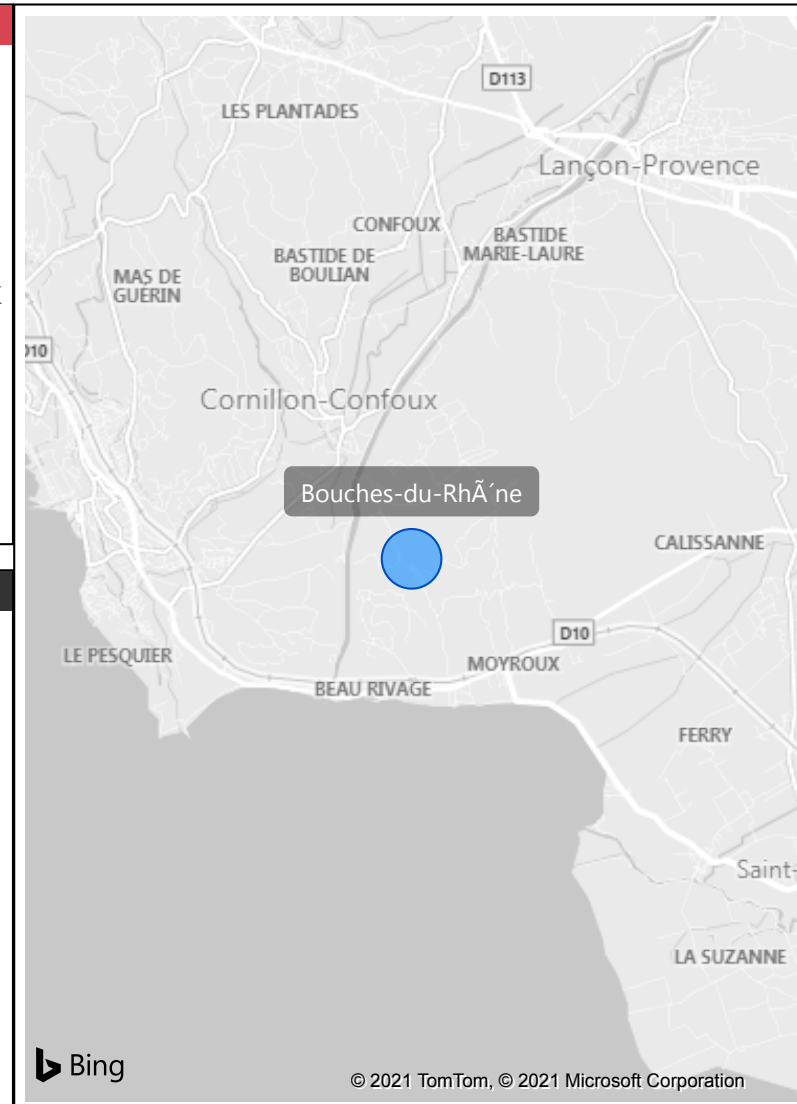 D113
LES PLANTADES
Lançon-Provence
CONFOUX
BASTIDE
MARIE-LAURE
BASTIDE DE
BOULIAN
MAS DE
GUÉRIN
D10
Cornillon-Confoux
Bouches-du-RhÃ´ne
CALISSANNE
D10
LE PESQUIER
MOYROUX
BEAU RIVAGE
FERRY
Saint-
LA SUZANNE
Bing
© 2021 TomTom, © 2021 Microsoft Corporation